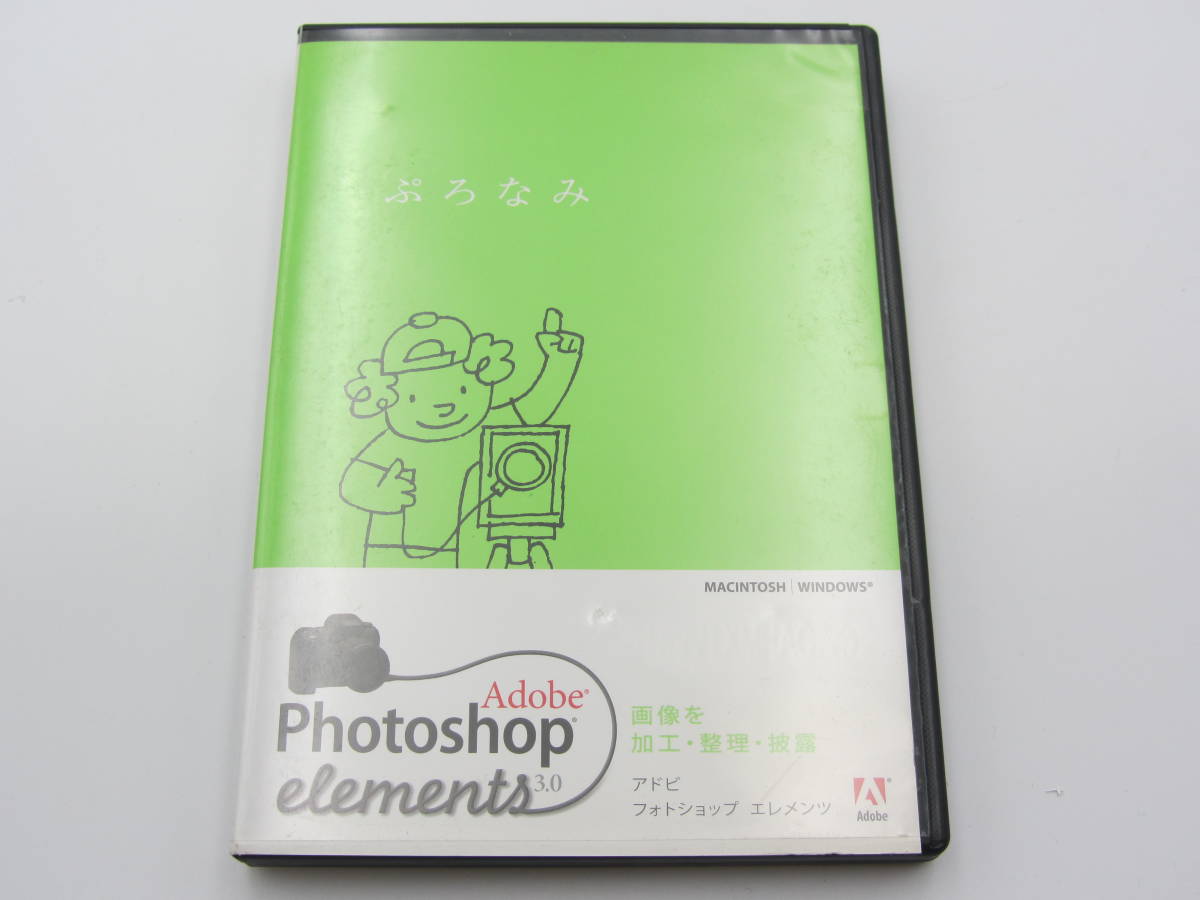 ぷろなみ
MACINTOSH | WINDOWS®
Adobe®
Photoshop®
elements 3.0
画像を
加工・整理・披露
アドビ
フォトショップ エレメンツ
Adobe